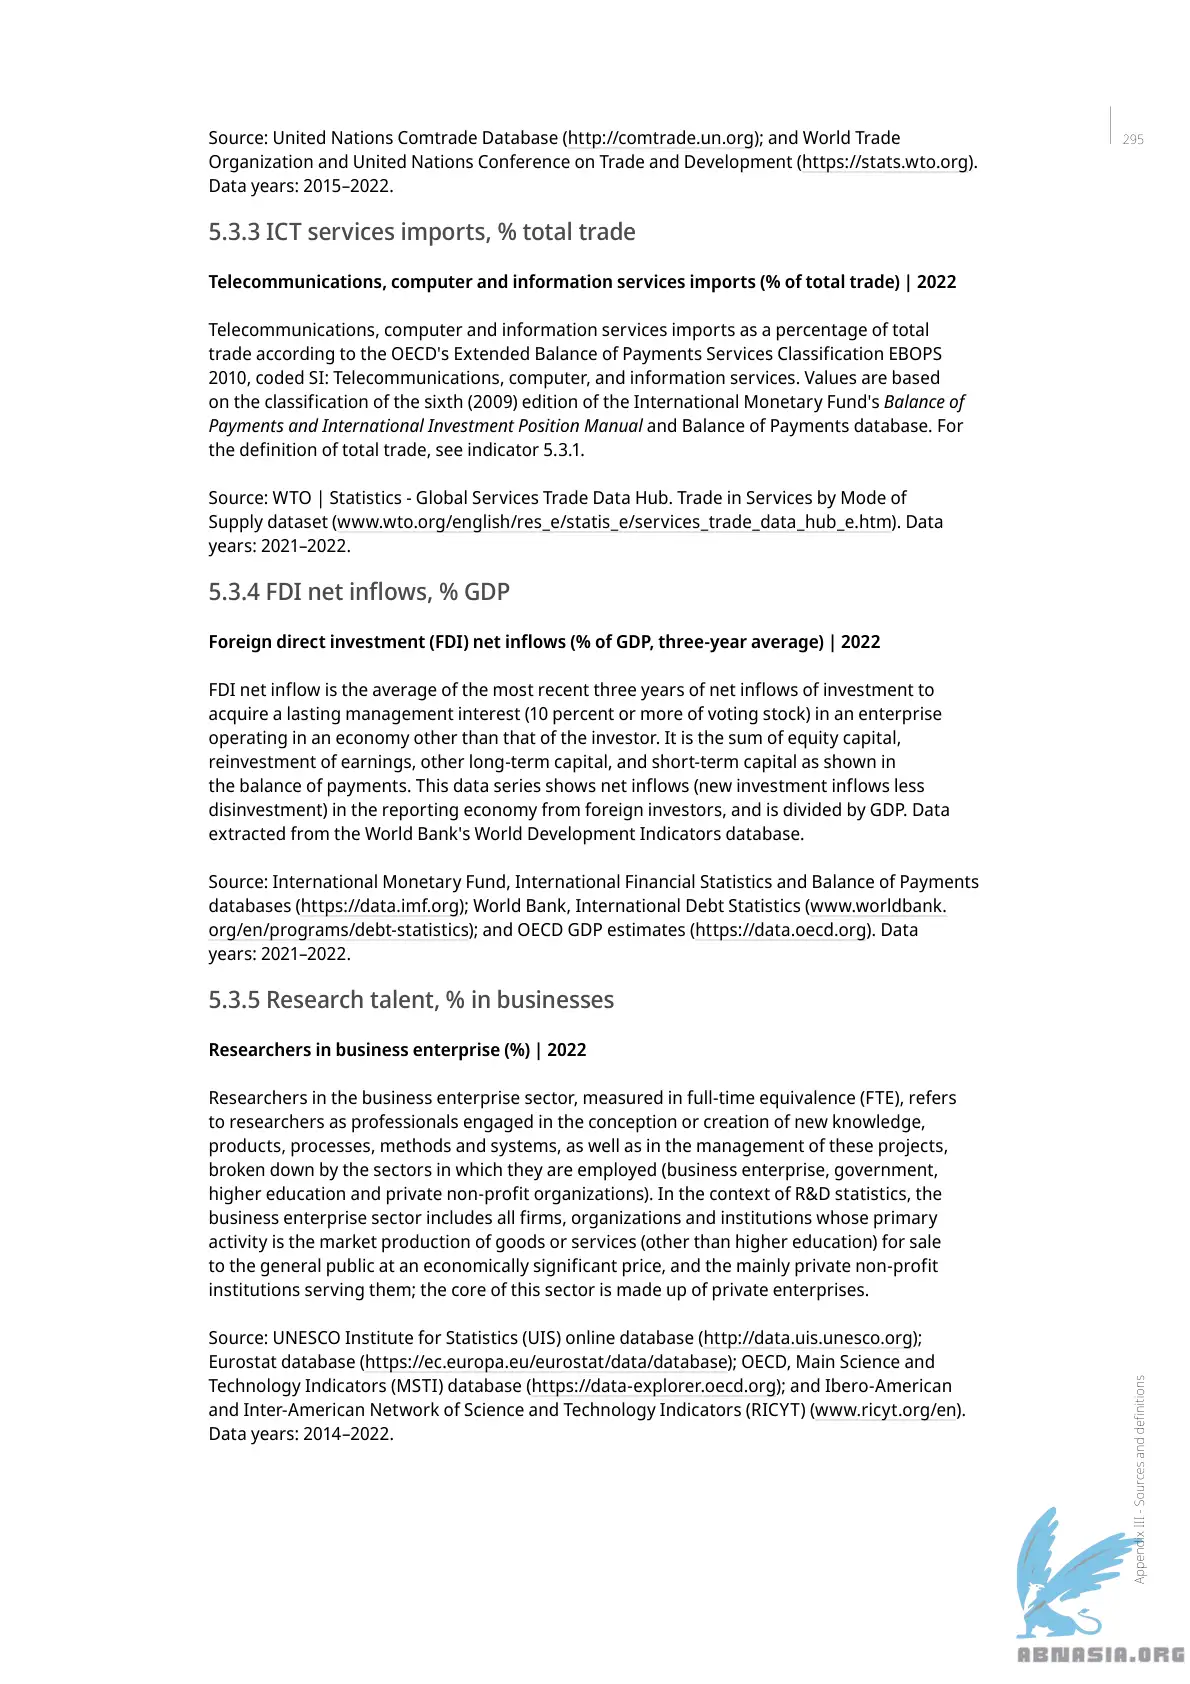 295
Source: United Nations Comtrade Database (http://comtrade.un.org); and World Trade
Organization and United Nations Conference on Trade and Development (https://stats.wto.org).
Data years: 2015–2022.
5.3.3 ICT services imports, % total trade
Telecommunications, computer and information services imports (% of total trade) | 2022
Telecommunications, computer and information services imports as a percentage of total
trade according to the OECD's Extended Balance of Payments Services Classification EBOPS
2010, coded SI: Telecommunications, computer, and information services. Values are based
on the classification of the sixth (2009) edition of the International Monetary Fund's Balance of
Payments and International Investment Position Manual and Balance of Payments database. For
the definition of total trade, see indicator 5.3.1.
Source: WTO | Statistics - Global Services Trade Data Hub. Trade in Services by Mode of
Supply dataset (www.wto.org/english/res_e/statis_e/services_trade_data_hub_e.htm). Data
years: 2021–2022.
5.3.4 FDI net inflows, % GDP
Foreign direct investment (FDI) net inflows (% of GDP, three-year average) | 2022
FDI net inflow is the average of the most recent three years of net inflows of investment to
acquire a lasting management interest (10 percent or more of voting stock) in an enterprise
operating in an economy other than that of the investor. It is the sum of equity capital,
reinvestment of earnings, other long-term capital, and short-term capital as shown in
the balance of payments. This data series shows net inflows (new investment inflows less
disinvestment) in the reporting economy from foreign investors, and is divided by GDP. Data
extracted from the World Bank's World Development Indicators database.
Source: International Monetary Fund, International Financial Statistics and Balance of Payments
databases (https://data.imf.org); World Bank, International Debt Statistics (www.worldbank.
org/en/programs/debt-statistics); and OECD GDP estimates (https://data.oecd.org). Data
years: 2021–2022.
5.3.5 Research talent, % in businesses
Researchers in business enterprise (%) | 2022
Researchers in the business enterprise sector, measured in full-time equivalence (FTE), refers
to researchers as professionals engaged in the conception or creation of new knowledge,
products, processes, methods and systems, as well as in the management of these projects,
broken down by the sectors in which they are employed (business enterprise, government,
higher education and private non-profit organizations). In the context of R&D statistics, the
business enterprise sector includes all firms, organizations and institutions whose primary
activity is the market production of goods or services (other than higher education) for sale
to the general public at an economically significant price, and the mainly private non-profit
institutions serving them; the core of this sector is made up of private enterprises.
Source: UNESCO Institute for Statistics (UIS) online database (http://data.uis.unesco.org);
Eurostat database (https://ec.europa.eu/eurostat/data/database); OECD, Main Science and
Technology Indicators (MSTI) database (https://data-explorer.oecd.org); and Ibero-American
and Inter-American Network of Science and Technology Indicators (RICYT) (www.ricyt.org/en).
Data years: 2014–2022.
Appendix III - Sources and definitions
ABNASIA.ORG